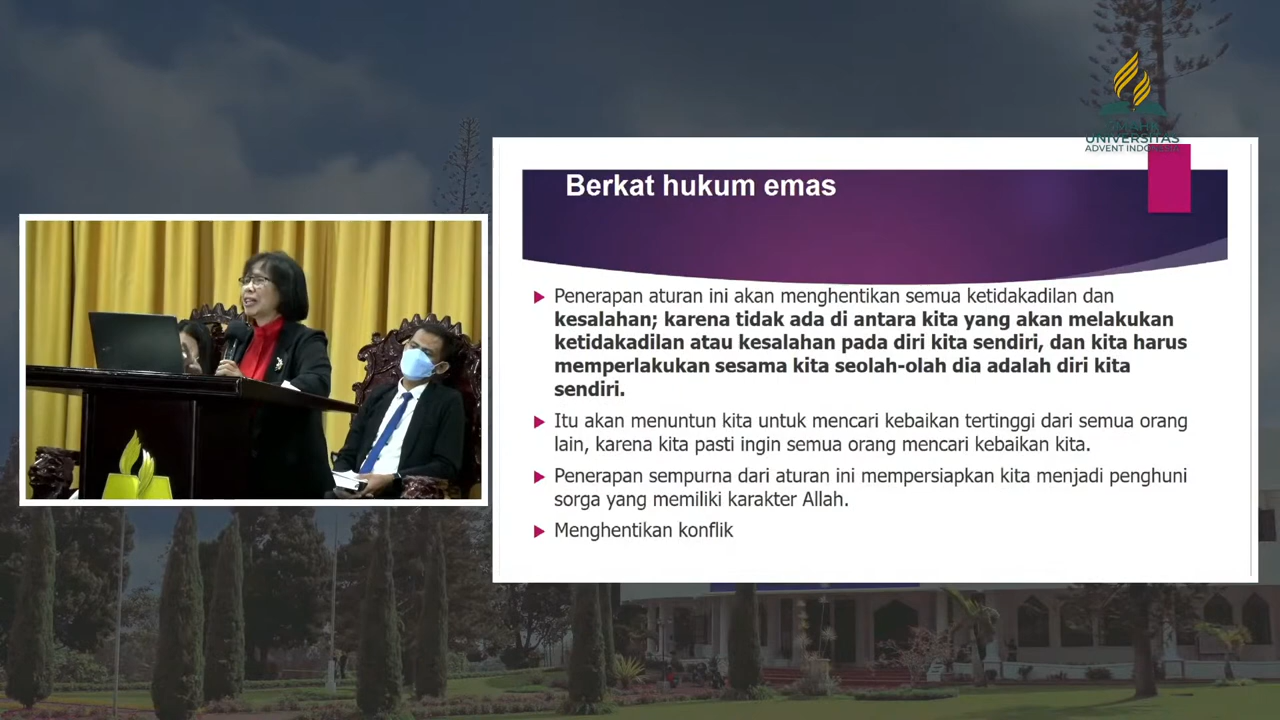 UNIVERSITAS
ADVENT INDONESIA
Berkat hukum emas
Penerapan aturan ini akan menghentikan semua ketidakadilan dan
kesalahan; karena tidak ada di antara kita yang akan melakukan
ketidakadilan atau kesalahan pada diri kita sendiri, dan kita harus
memperlakukan sesama kita seolah-olah dia adalah diri kita
sendiri.
Itu akan menuntun kita untuk mencari kebaikan tertinggi dari semua orang
lain, karena kita pasti ingin semua orang mencari kebaikan kita.
Penerapan sempurna dari aturan ini mempersiapkan kita menjadi penghuni
sorga yang memiliki karakter Allah.
Menghentikan konflik